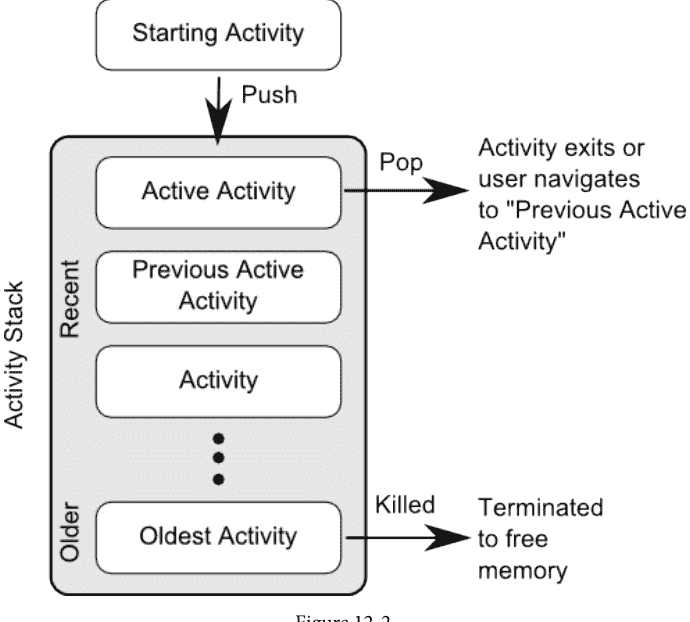 Starting Activity
Push
Active Activity
Pop
Activity exits or
user navigates
to "Previous Active
Activity"
Previous Active
Activity
Recent
Activity
Activity Stack
Older
Oldest Activity
Killed
Terminated
to free
memory
Figure 12-2